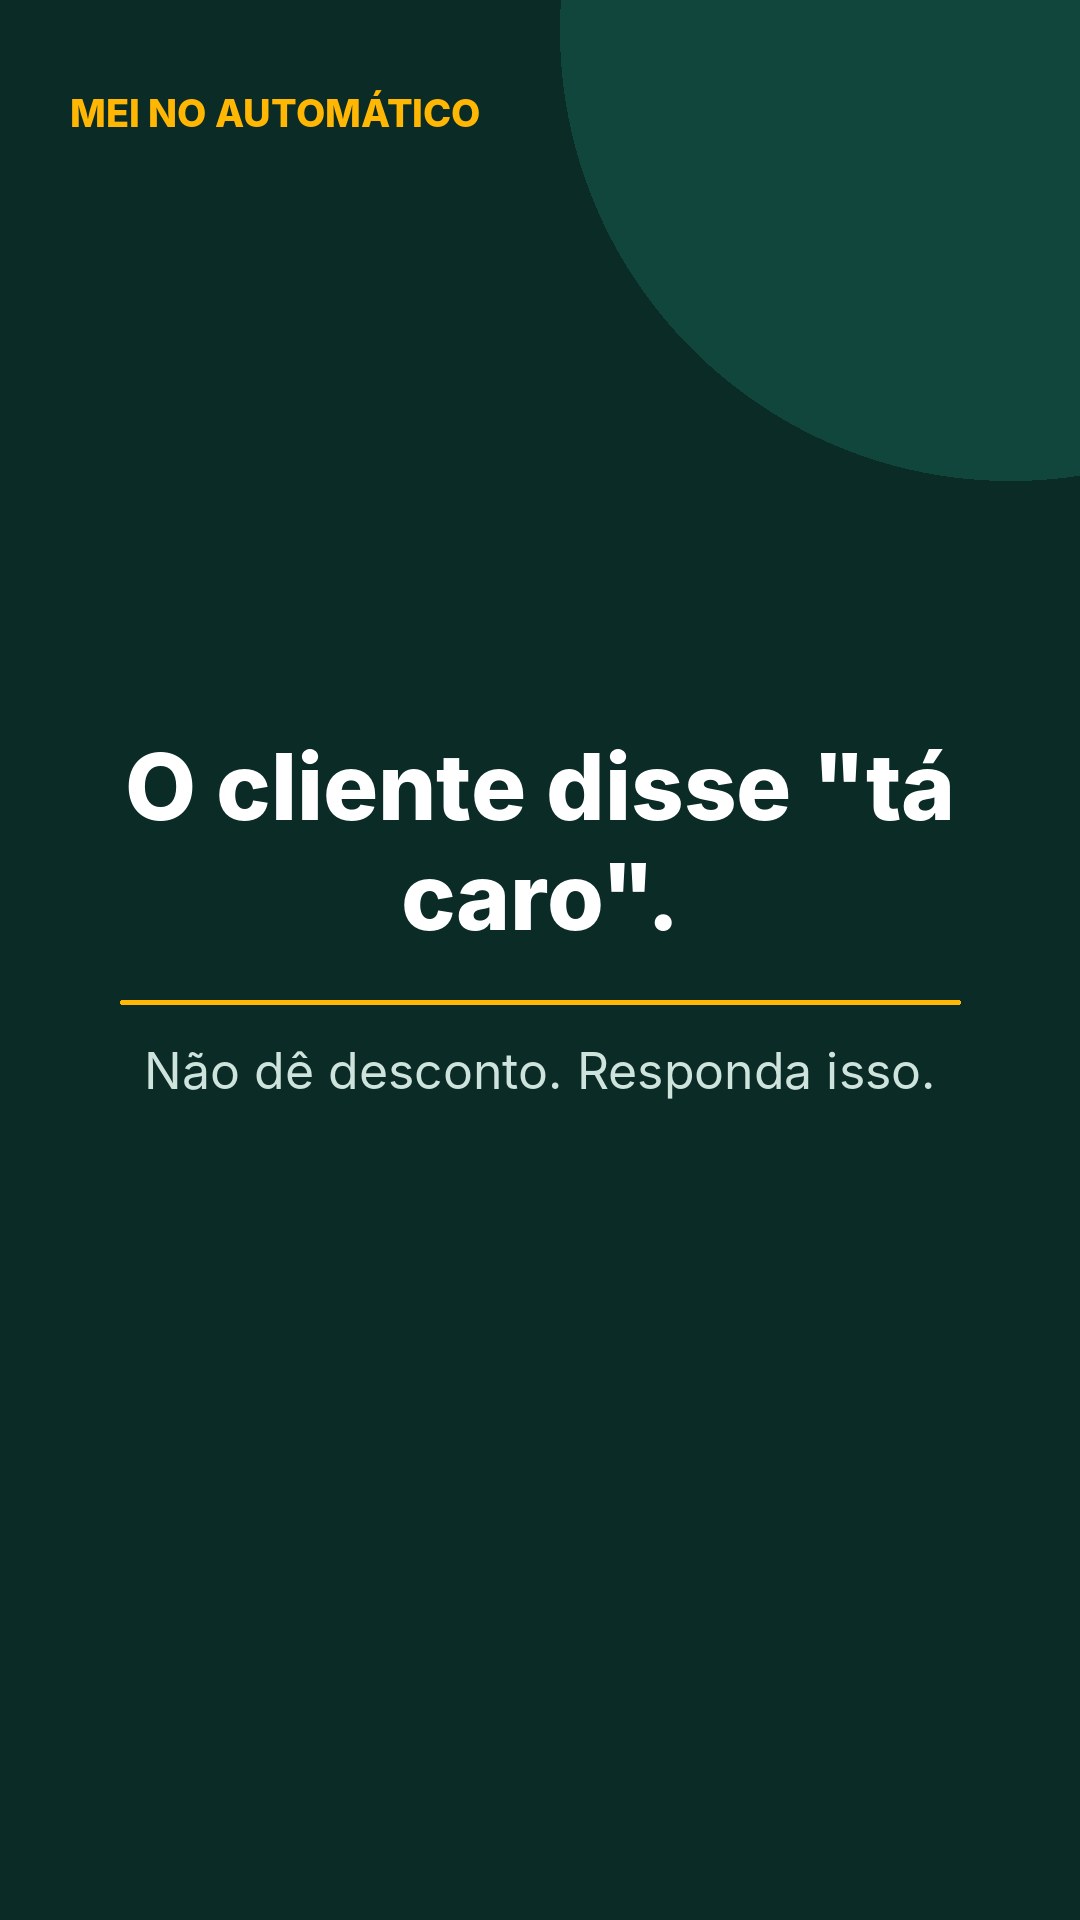 MEI NO AUTOMÁTICO
O cliente disse "tá
caro".
Não dê desconto. Responda isso.